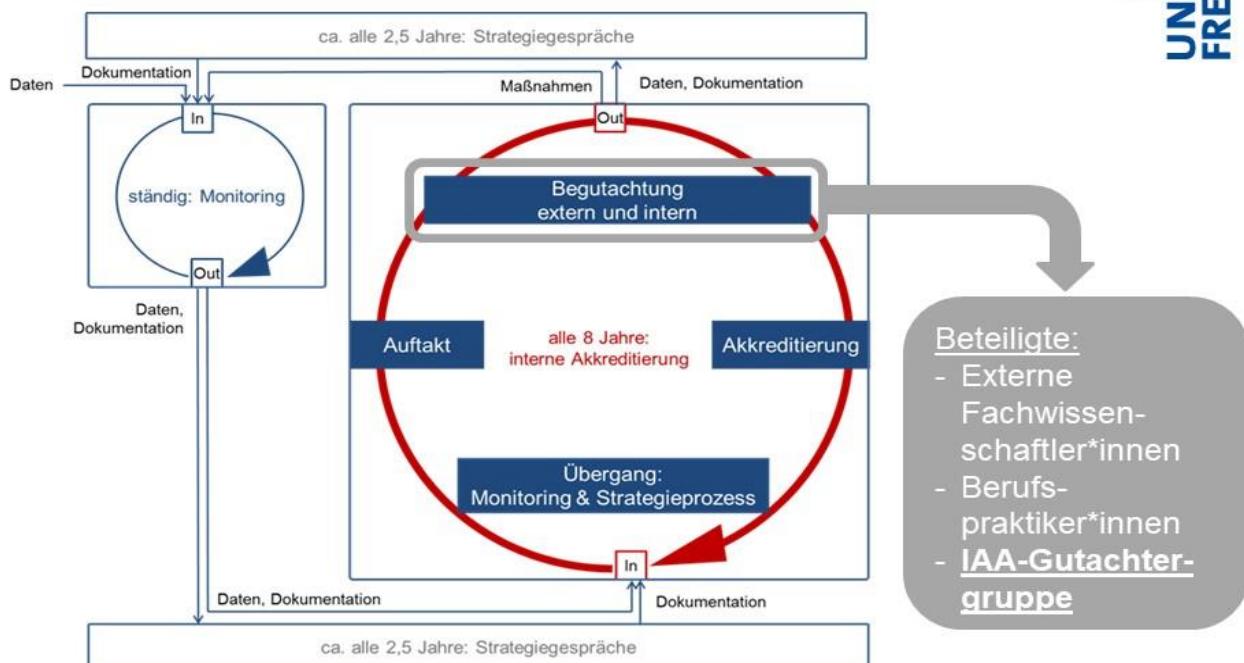 UN
FRE
ca. alle 2,5 Jahre: Strategiegespräche
Daten
Dokumentation
Maßnahmen
Daten, Dokumentation
In
ständig: Monitoring
Out
Daten,
Dokumentation
Out
Begutachtung
extern und intern
Auftakt
alle 8 Jahre:
interne Akkreditierung
Akkreditierung
Übergang:
Monitoring & Strategieprozess
In
Daten, Dokumentation
Dokumentation
ca. alle 2,5 Jahre: Strategiegespräche
Beteiligte:
- Externe
Fachwissen-
schaftler*innen
- Berufs-
praktiker*innen
- IAA-Gutachter-
gruppe